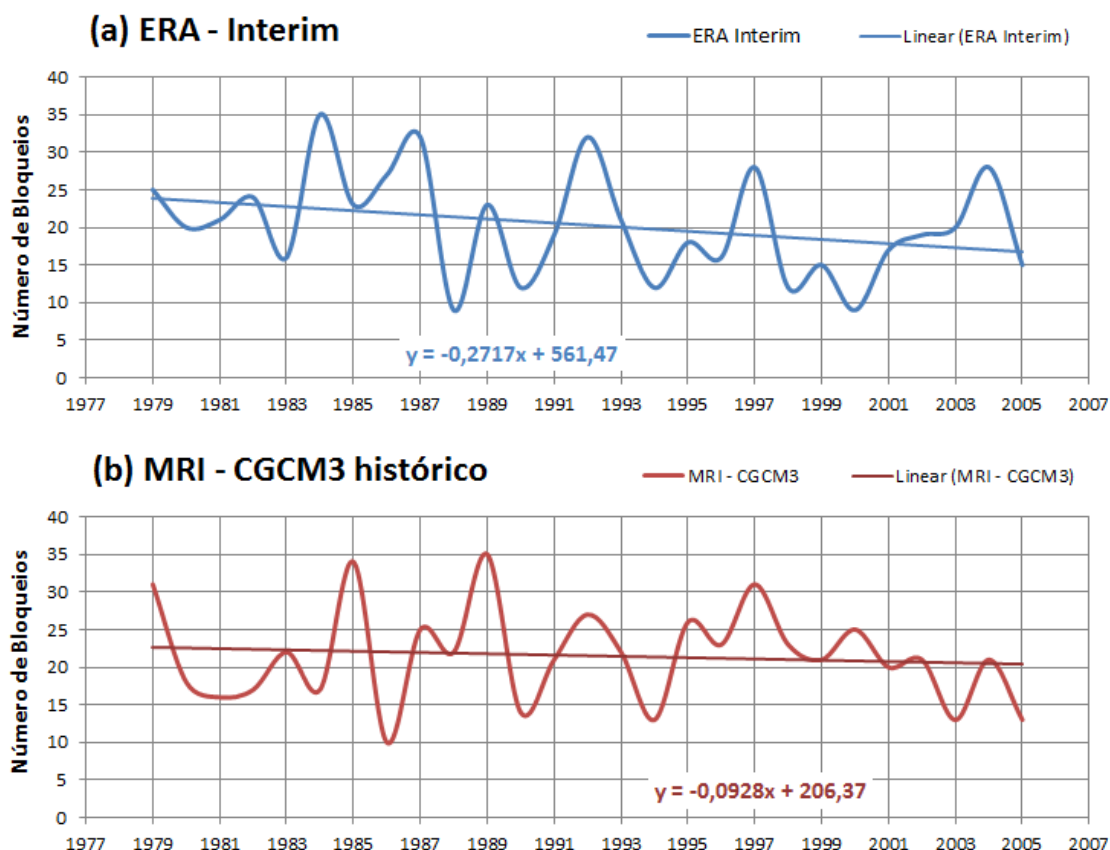 (a) ERA - Interim
ERA Interim
Linear (ERA Interim)
Número de Bloqueios
40
35
30
25
20
15
10
5
0
y = -0,2717x + 561,47
1977 1979 1981 1983 1985 1987 1989 1991 1993 1995 1997 1999 2001 2003 2005 2007
(b) MRI - CGCM3 histórico
MRI - CGCM3
Linear (MRI - CGCM3)
Número de Bloqueios
40
35
30
25
20
15
10
5
0
y = -0,0928x + 206,37
1977 1979 1981 1983 1985 1987 1989 1991 1993 1995 1997 1999 2001 2003 2005 2007